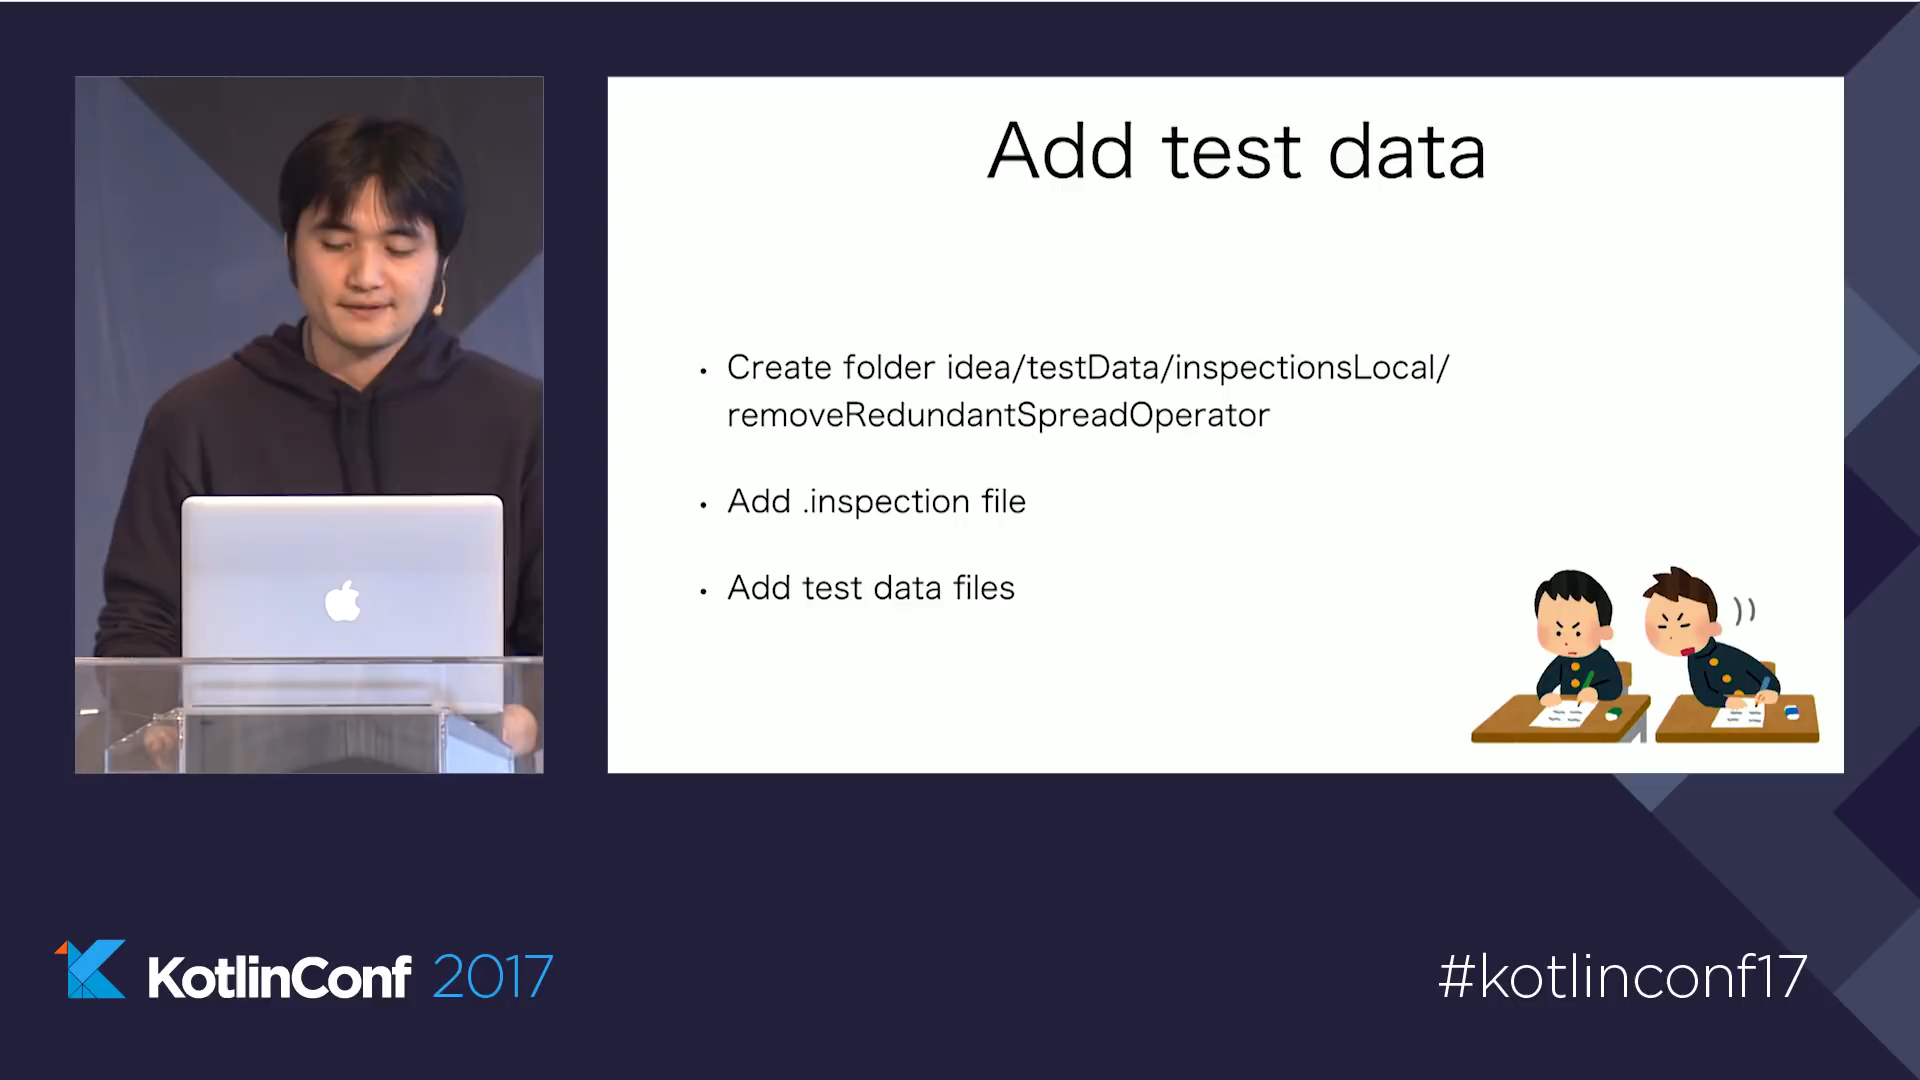 Add test data
• Create folder idea/testData/inspectionsLocal/
removeRedundantSpreadOperator
• Add .inspection file
• Add test data files
KotlinConf 2017
#kotlinconf17